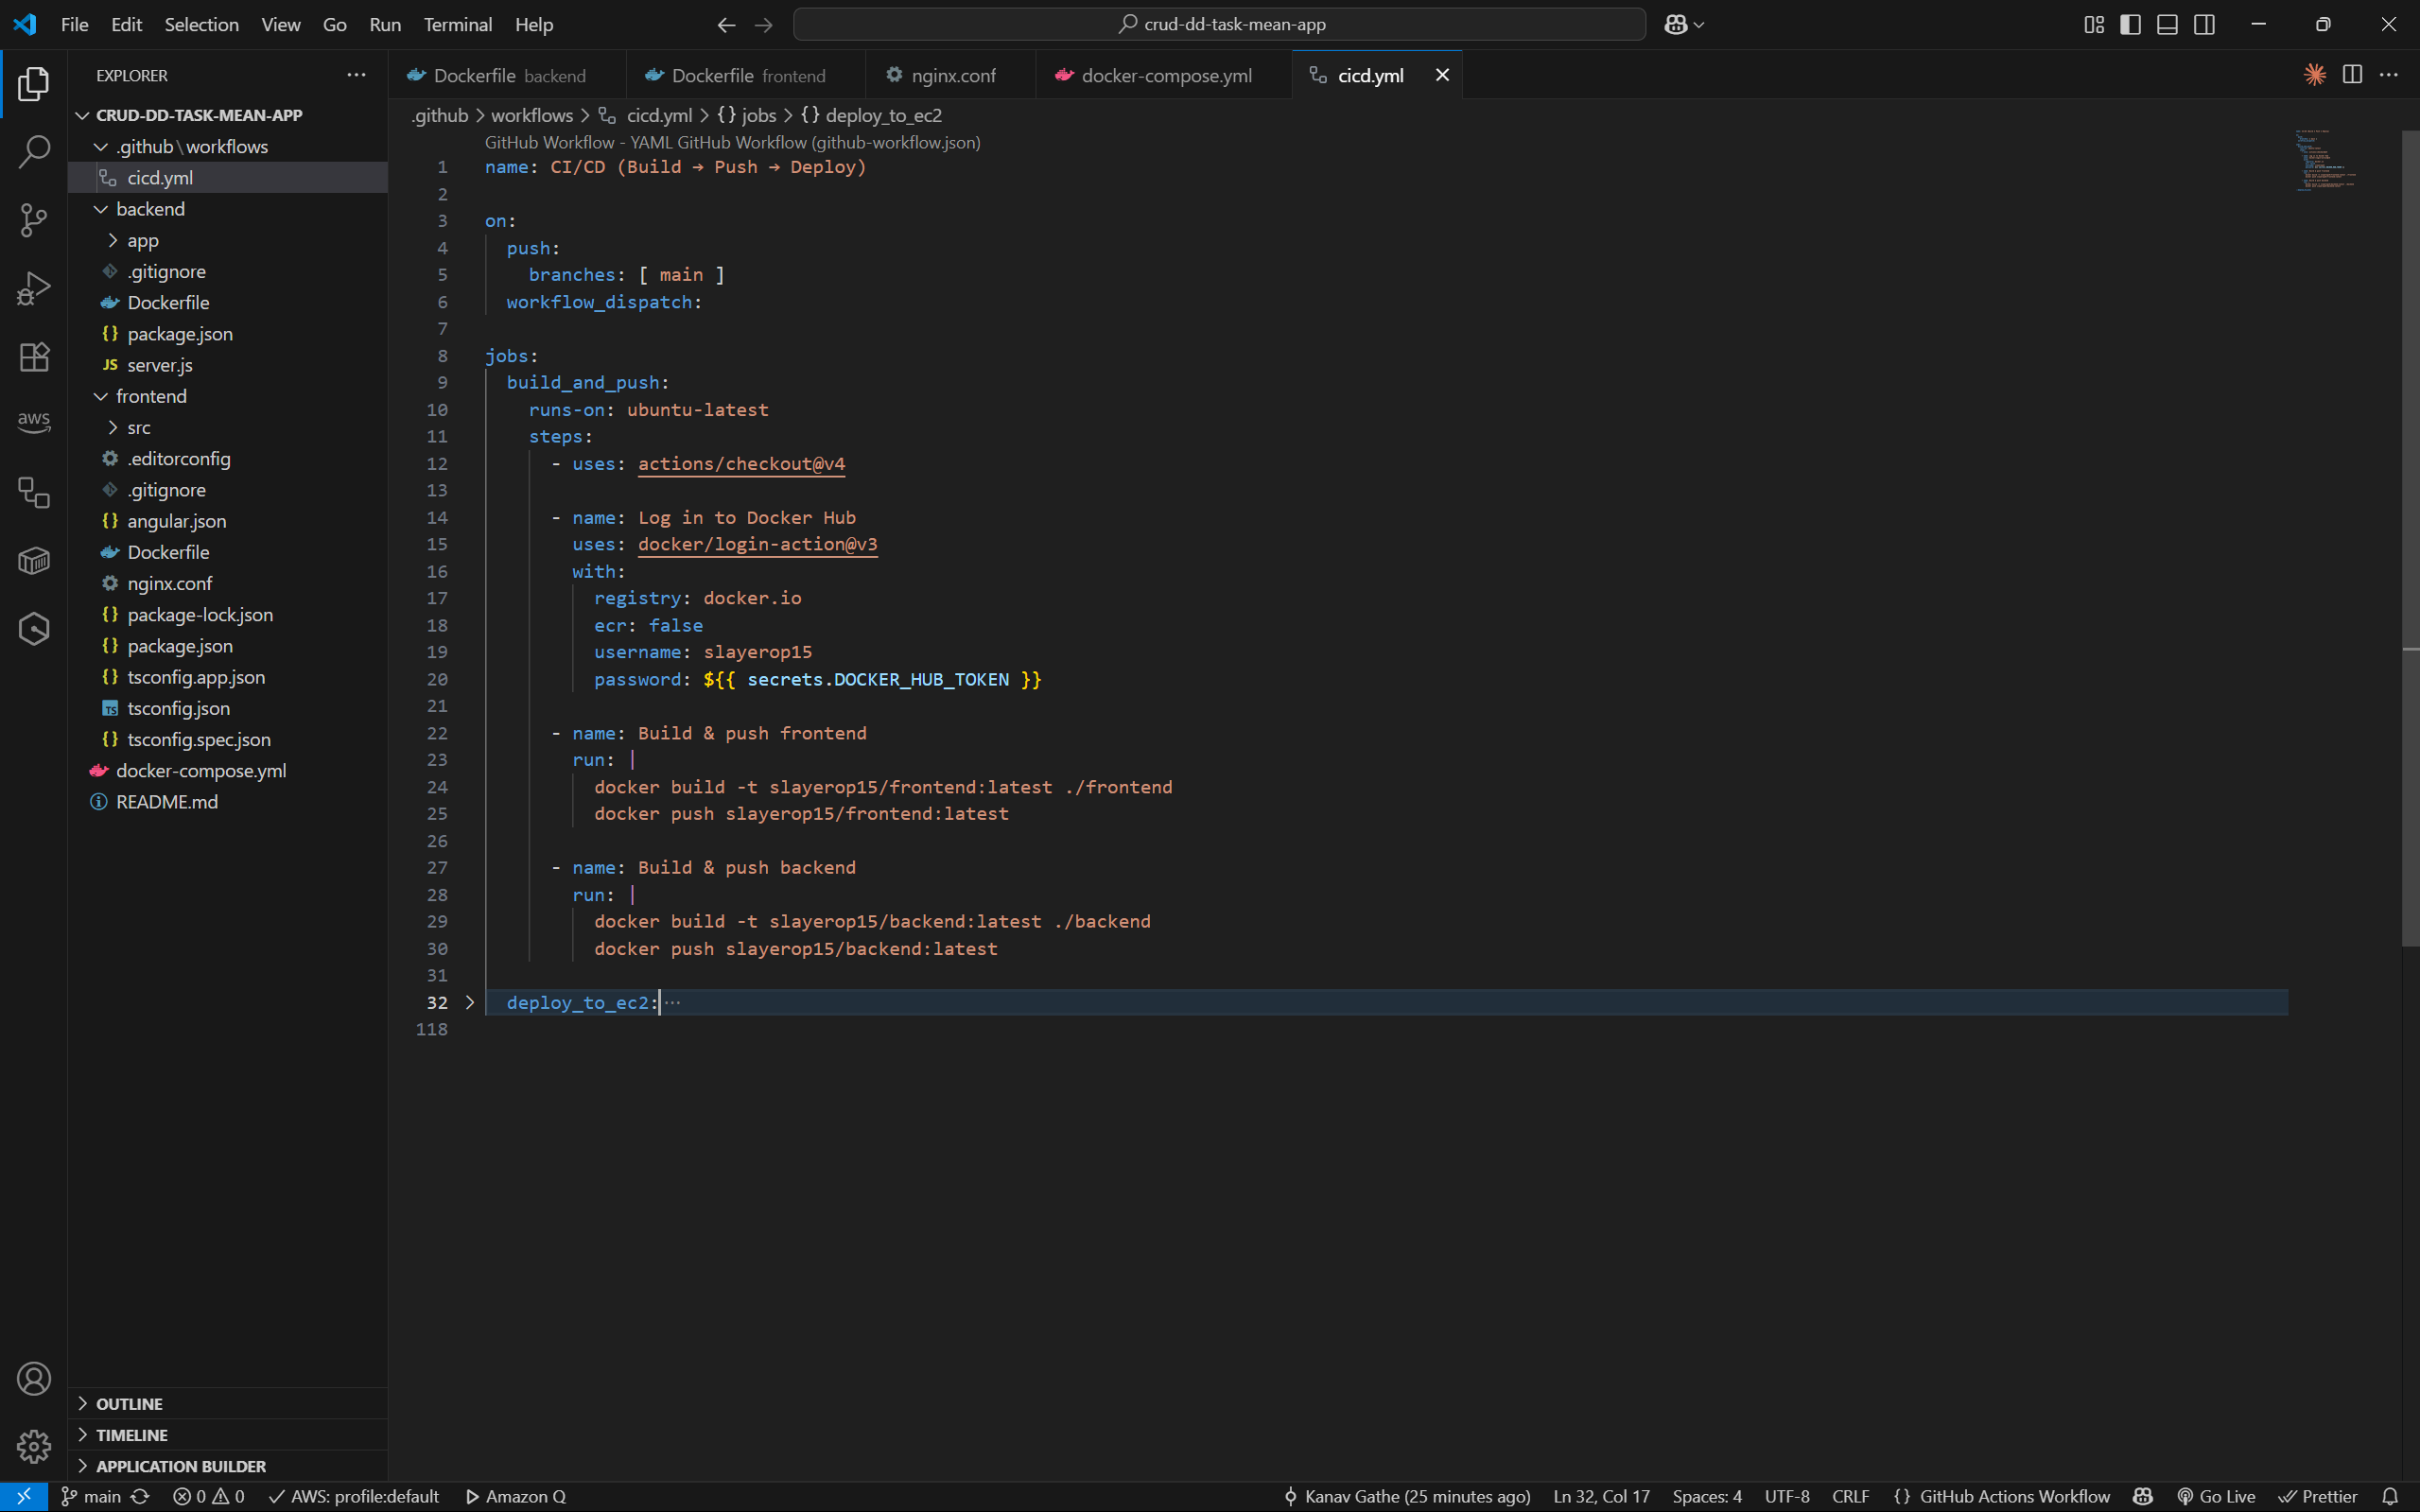 File Edit Selection View Go Run Terminal Help
crud-dd-task-mean-app
EXPLORER
CRUD-DD-TASK-MEAN-APP
.github\workflows
cicd.yml
backend
app
.gitignore
Dockerfile
{} package.json
JS server.js
frontend
src
.editorconfig
.gitignore
{} angular.json
Dockerfile
nginx.conf
{} package-lock.json
{} package.json
{} tsconfig.app.json
TS tsconfig.json
{} tsconfig.spec.json
docker-compose.yml
README.md
OUTLINE
TIMELINE
APPLICATION BUILDER
aws
Dockerfile backend
Dockerfile frontend
nginx.conf
docker-compose.yml
cicd.yml
.github > workflows > cicd.yml > {} jobs > {} deploy_to_ec2
GitHub Workflow - YAML GitHub Workflow (github-workflow.json)
1 name: CI/CD (Build → Push → Deploy)
2
3 on:
4 push:
5 branches: [ main ]
6 workflow_dispatch:
7
8 jobs:
9 build_and_push:
10 runs-on: ubuntu-latest
11 steps:
12 - uses: actions/checkout@v4
13
14 - name: Log in to Docker Hub
15 uses: docker/login-action@v3
16 with:
17 registry: docker.io
18 ecr: false
19 username: slayerop15
20 password: ${{ secrets.DOCKER_HUB_TOKEN }}
21
22 - name: Build & push frontend
23 run: |
24 docker build -t slayerop15/frontend:latest ./frontend
25 docker push slayerop15/frontend:latest
26
27 - name: Build & push backend
28 run: |
29 docker build -t slayerop15/backend:latest ./backend
30 docker push slayerop15/backend:latest
31
32 deploy_to_ec2:···
118
main 0 0 AWS: profile:default Amazon Q Kanav Gathe (25 minutes ago) Ln 32, Col 17 Spaces: 4 UTF-8 CRLF {} GitHub Actions Workflow Go Live Prettier